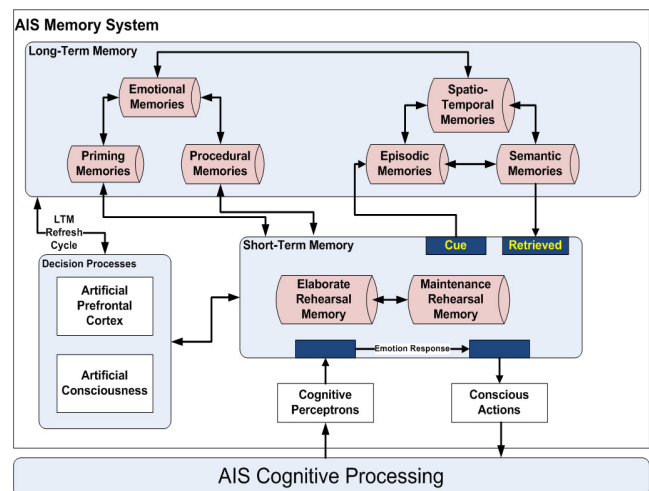 AIS Memory System
Long-Term Memory
Emotional
Memories
Spatio-
Temporal
Memories
Priming
Memories
Procedural
Memories
Episodic
Memories
Semantic
Memories
LTM
Refresh
Cycle
Short-Term Memory
Cue
Retrieved
Decision Processes
Artificial
Prefrontal
Cortex
Artificial
Consciousness
Elaborate
Rehearsal
Memory
Maintenance
Rehearsal
Memory
Emotion Response
Cognitive
Perceptrons
Conscious
Actions
AIS Cognitive Processing